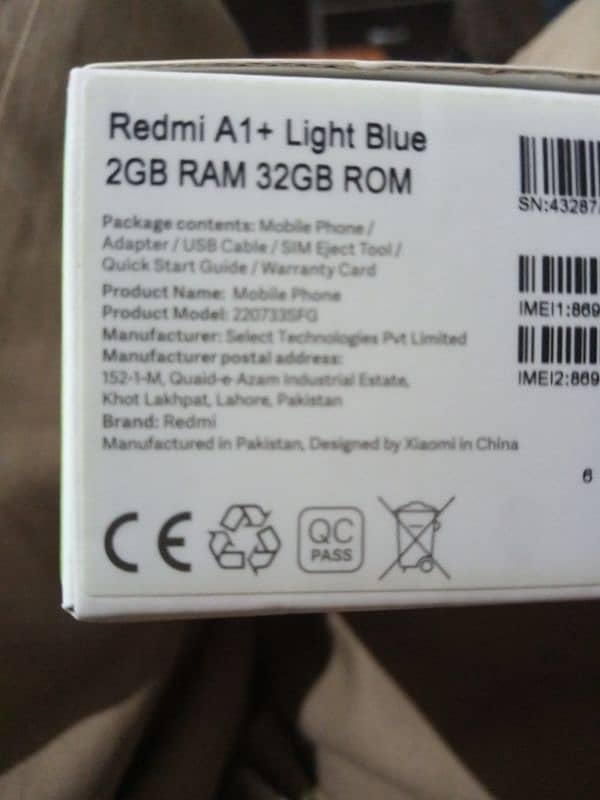 Redmi A1+ Light Blue
2GB RAM 32GB ROM
Package contents: Mobile Phone /
Adapter / USB Cable / SIM Eject Tool /
Quick Start Guide / Warranty Card
Product Name: Mobile Phone
Product Model: 220733SFG
Manufacturer: Select Technologies Pvt Limited
Manufacturer postal address:
152-1-M, Quaid-e-Azam Industrial Estate,
Khot Lakhpat, Lahore, Pakistan
Brand: Redmi
Manufactured in Pakistan, Designed by Xiaomi in China
CE
QC
PASS
SN:43287
IMEI1:869
IMEI2:869
6